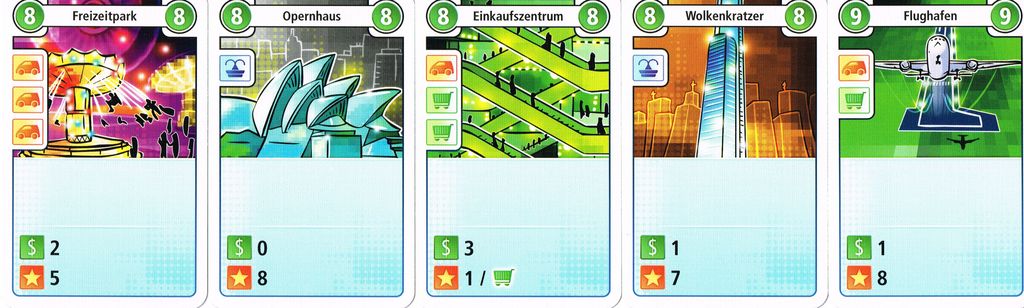 8 Freizeitpark 8
$ 2
5
8 Opernhaus 8
$ 0
8
8 Einkaufszentrum 8
$ 3
1 /
8 Wolkenkratzer 8
$ 1
7
9 Flughafen 9
$ 1
8